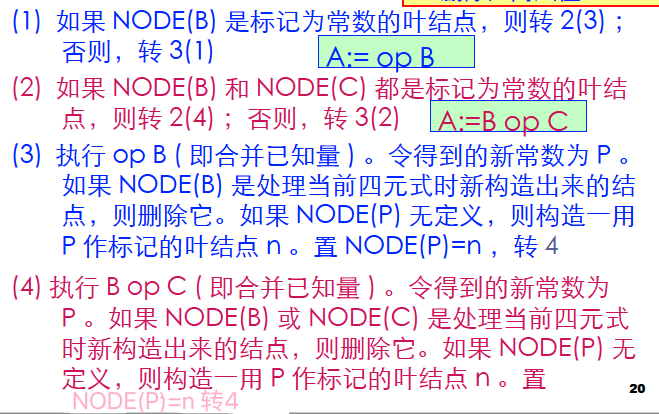 (1) 如果 NODE(B) 是标记为常数的叶结点，则转 2(3)；
否则，转 3(1)
A:= op B
(2) 如果 NODE(B) 和 NODE(C) 都是标记为常数的叶结
点，则转 2(4)；否则，转 3(2)
A:=B op C
(3) 执行 op B ( 即合并已知量 ) 。令得到的新常数为 P 。
如果 NODE(B) 是处理当前四元式时新构造出来的结
点，则删除它。如果 NODE(P) 无定义，则构造一用
P 作标记的叶结点 n 。置 NODE(P)=n ，转 4
(4) 执行 B op C ( 即合并已知量 ) 。令得到的新常数为
P 。如果 NODE(B) 或 NODE(C) 是处理当前四元式
时新构造出来的结点，则删除它。如果 NODE(P) 无
定义，则构造一用 P 作标记的叶结点 n 。置
NODE(P)=n 转4
20